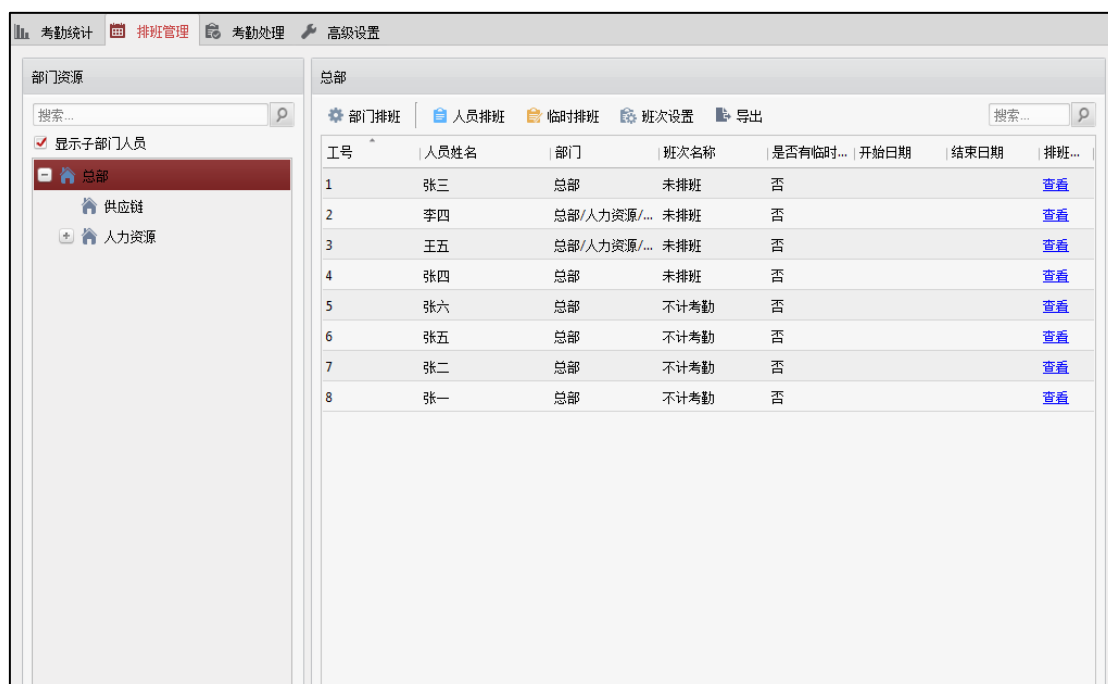 考勤统计 排班管理 考勤处理 高级设置
部门资源
搜索...
显示子部门人员
总部
供应链
人力资源
总部
部门排班 人员排班 临时排班 班次设置 导出 搜索...
工号 人员姓名 部门 班次名称 是否有临时... 开始日期 结束日期 排班...
1 张三 总部 未排班 否 查看
2 李四 总部/人力资源/... 未排班 否 查看
3 王五 总部/人力资源/... 未排班 否 查看
4 张四 总部 未排班 否 查看
5 张六 总部 不计考勤 否 查看
6 张五 总部 不计考勤 否 查看
7 张二 总部 不计考勤 否 查看
8 张一 总部 不计考勤 否 查看